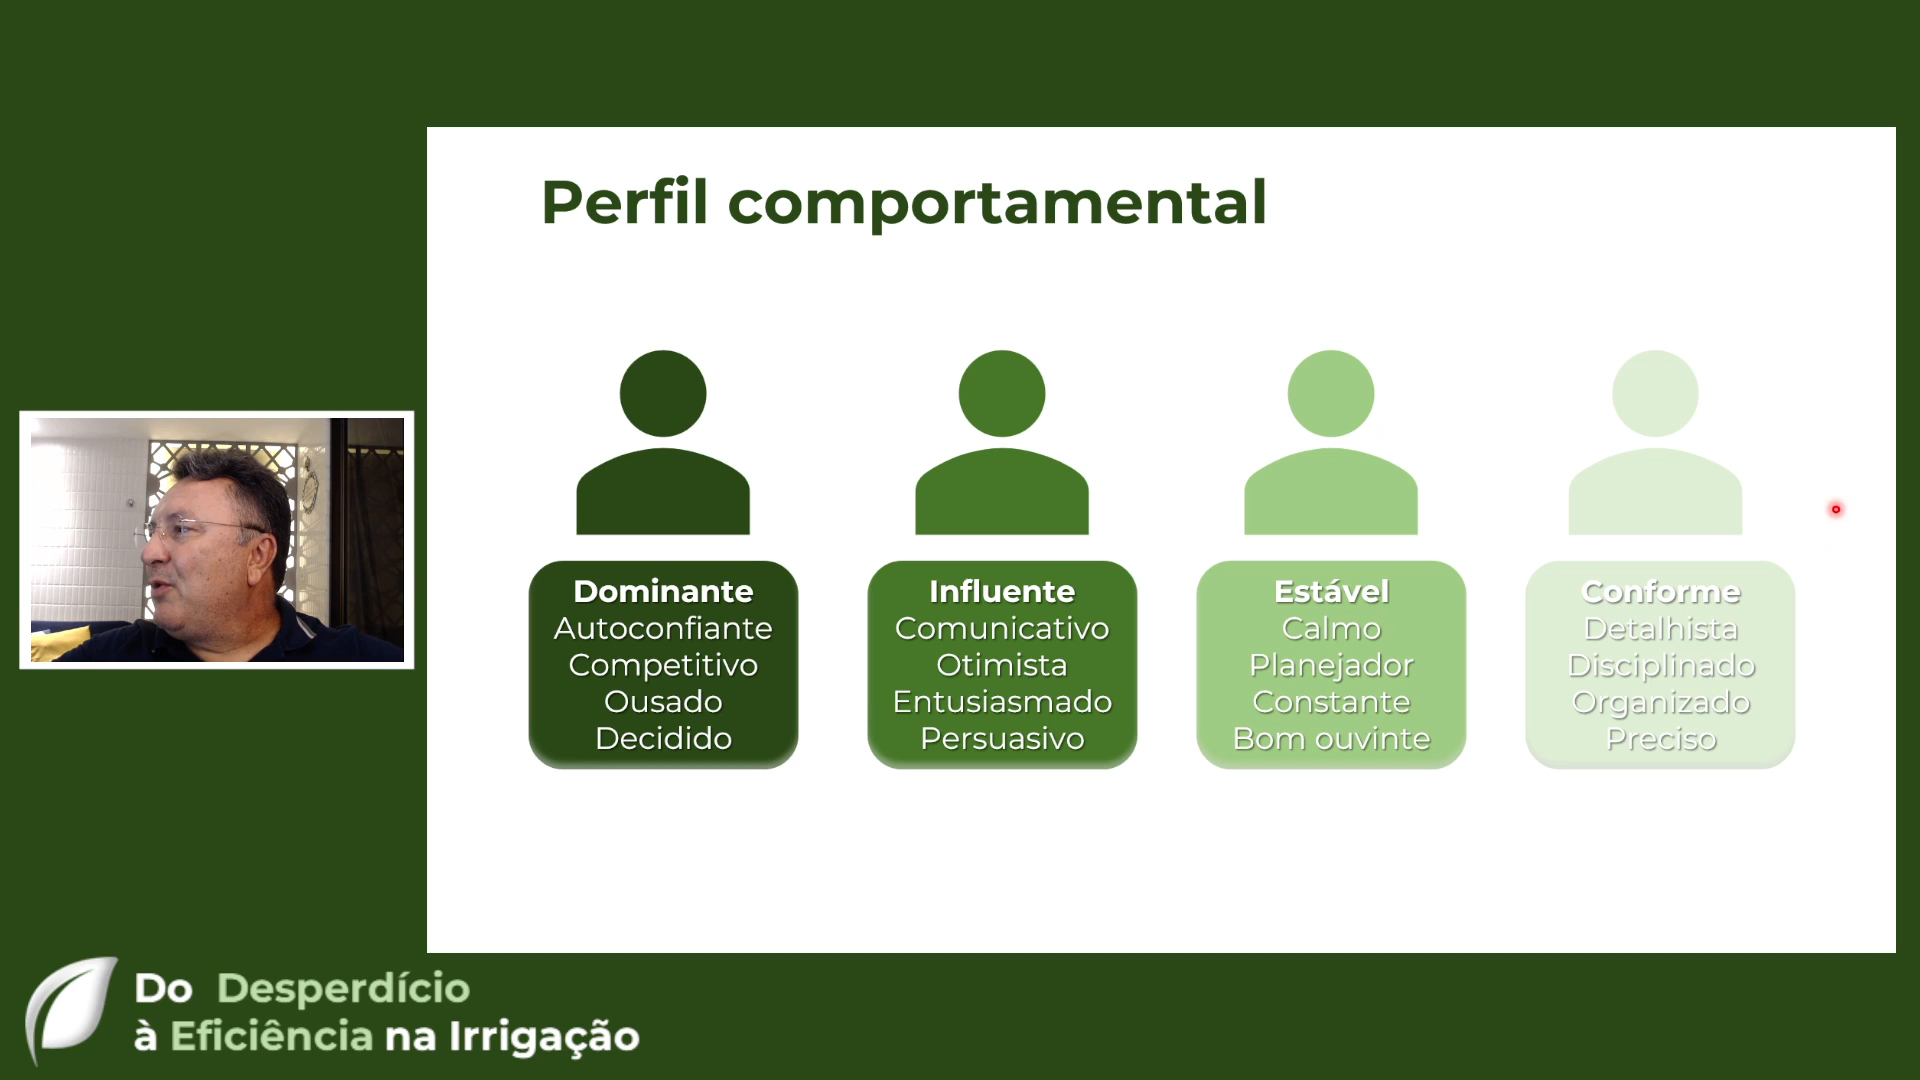 Perfil comportamental
Dominante
Autoconfiante
Competitivo
Ousado
Decidido
Influente
Comunicativo
Otimista
Entusiasmado
Persuasivo
Estável
Calmo
Planejador
Constante
Bom ouvinte
Conforme
Detalhista
Disciplinado
Organizado
Preciso
Do Desperdício
à Eficiência na Irrigação